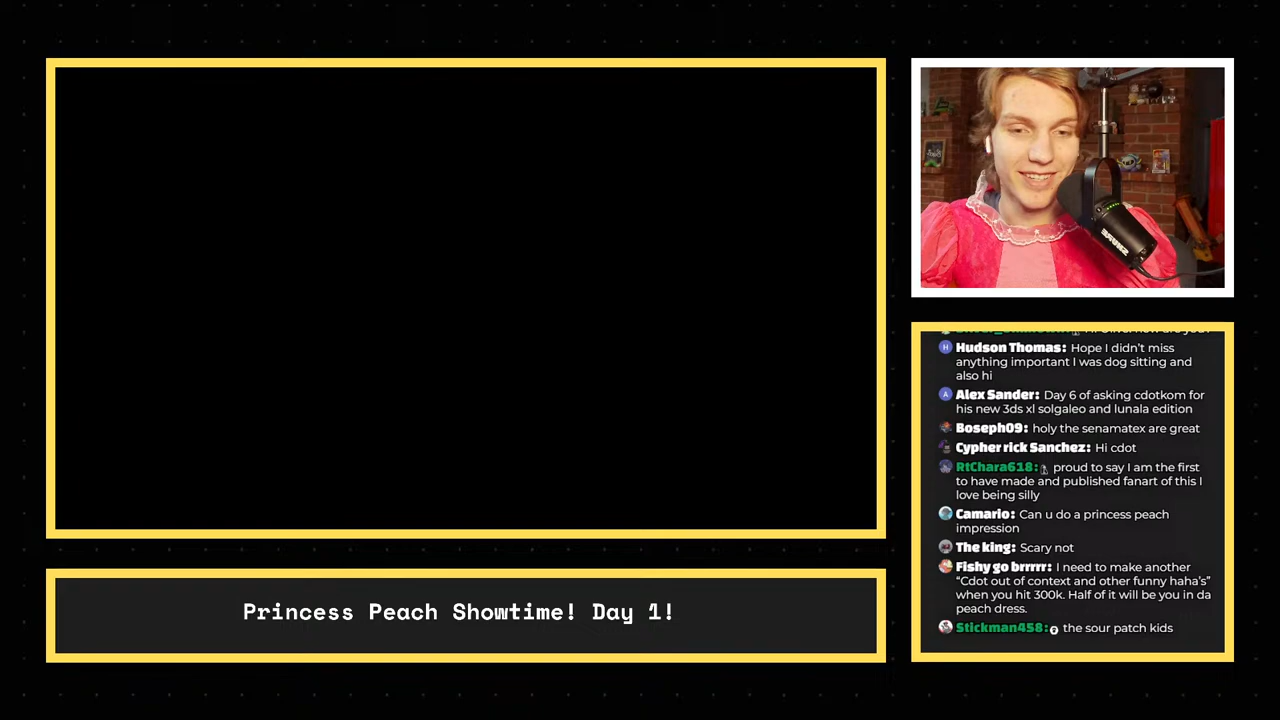 Hudson Thomas: Hope I didn't miss
anything important I was dog sitting and
also hi
Alex Sander: Day 6 of asking cdotkom for
his new 3ds xl solgaleo and lunala edition
Boseph09: holy the senamatex are great
Cypher rick Sanchez: Hi cdot
RtChara618: proud to say I am the first
to have made and published fanart of this I
love being silly
Camario: Can u do a princess peach
impression
The king: Scary not
Fishy go brrrrr: I need to make another
“Cdot out of context and other funny haha's”
when you hit 300k. Half of it will be you in da
peach dress.
Stickman458: the sour patch kids
Princess Peach Showtime! Day 1!